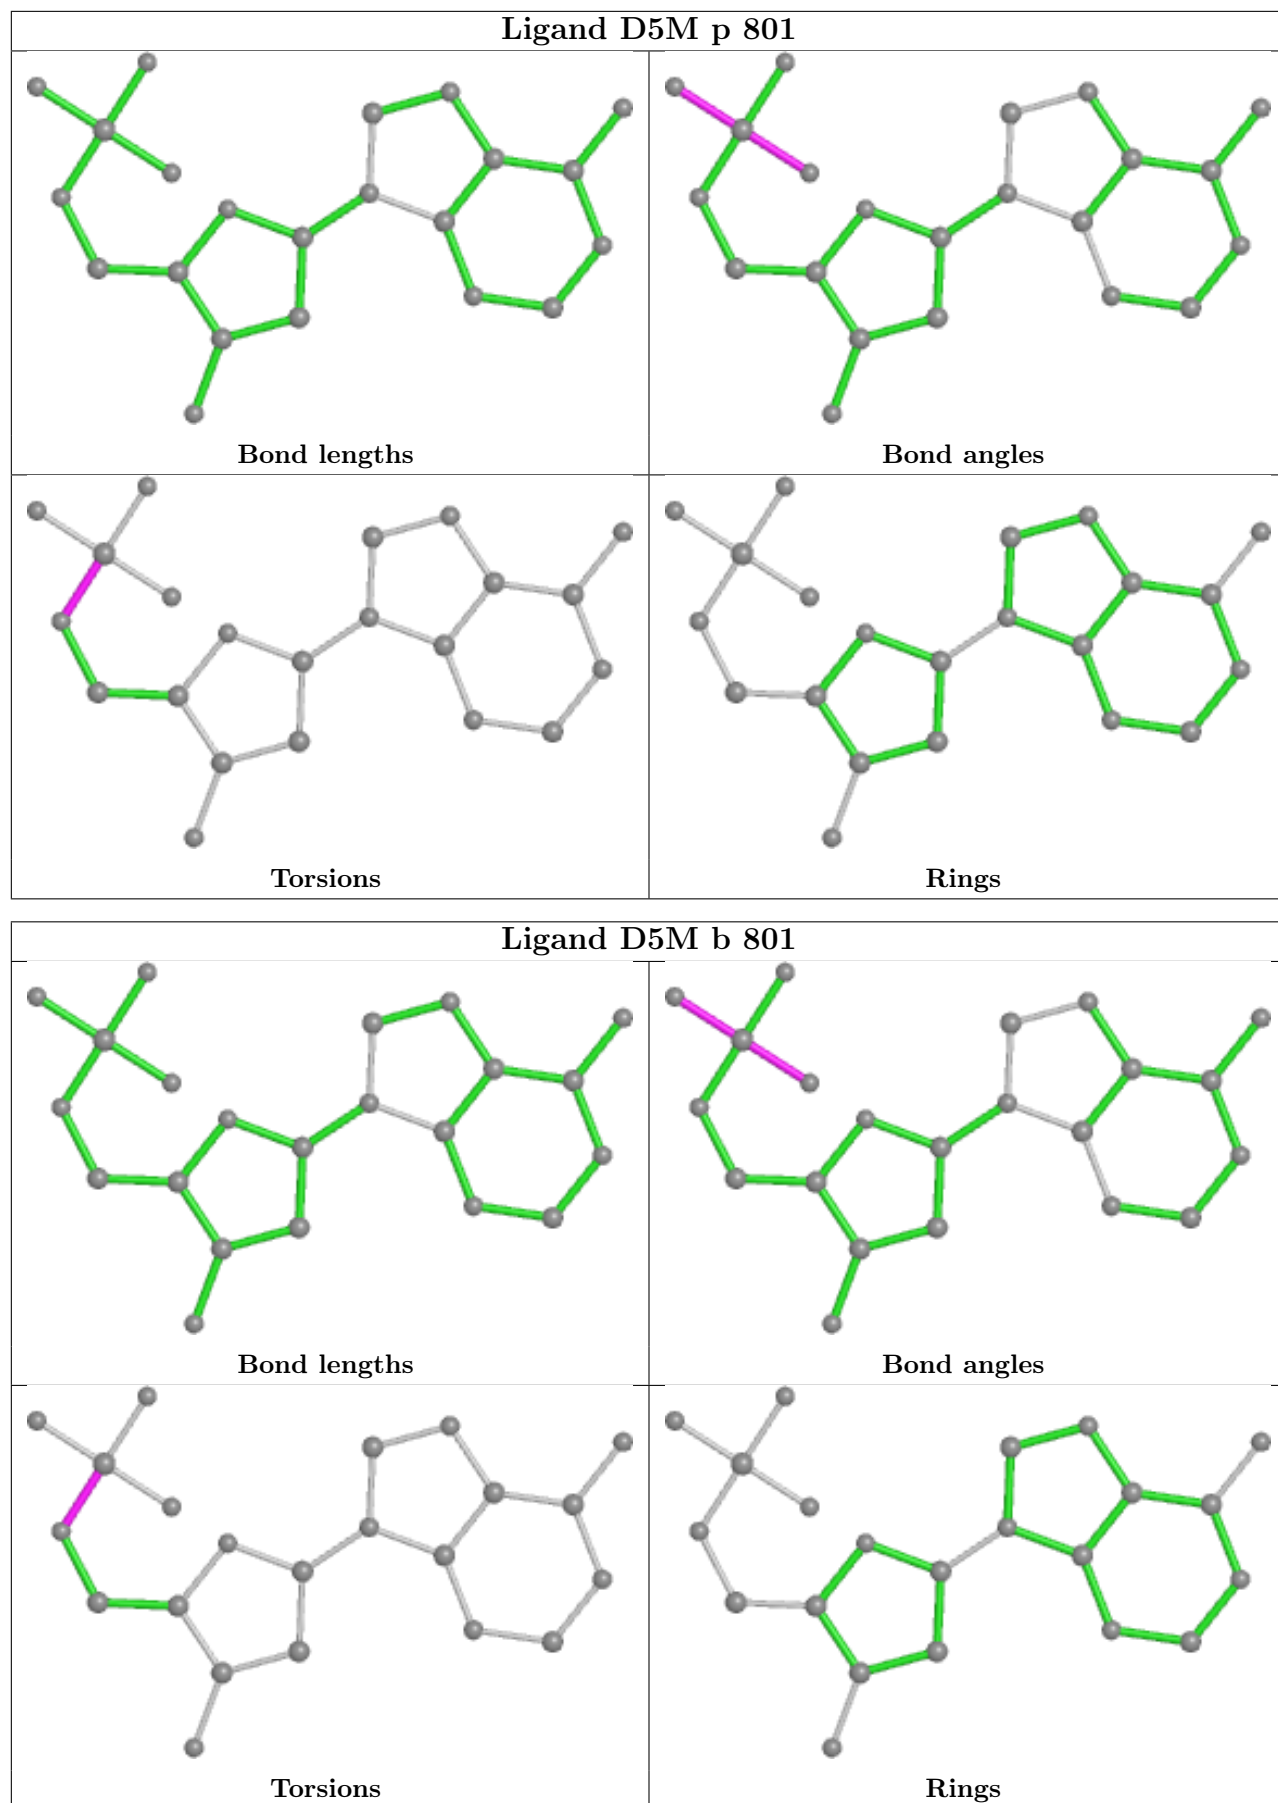 Ligand D5M p 801
Bond lengths
Bond angles
Torsions
Rings
Ligand D5M b 801
Bond lengths
Bond angles
Torsions
Rings